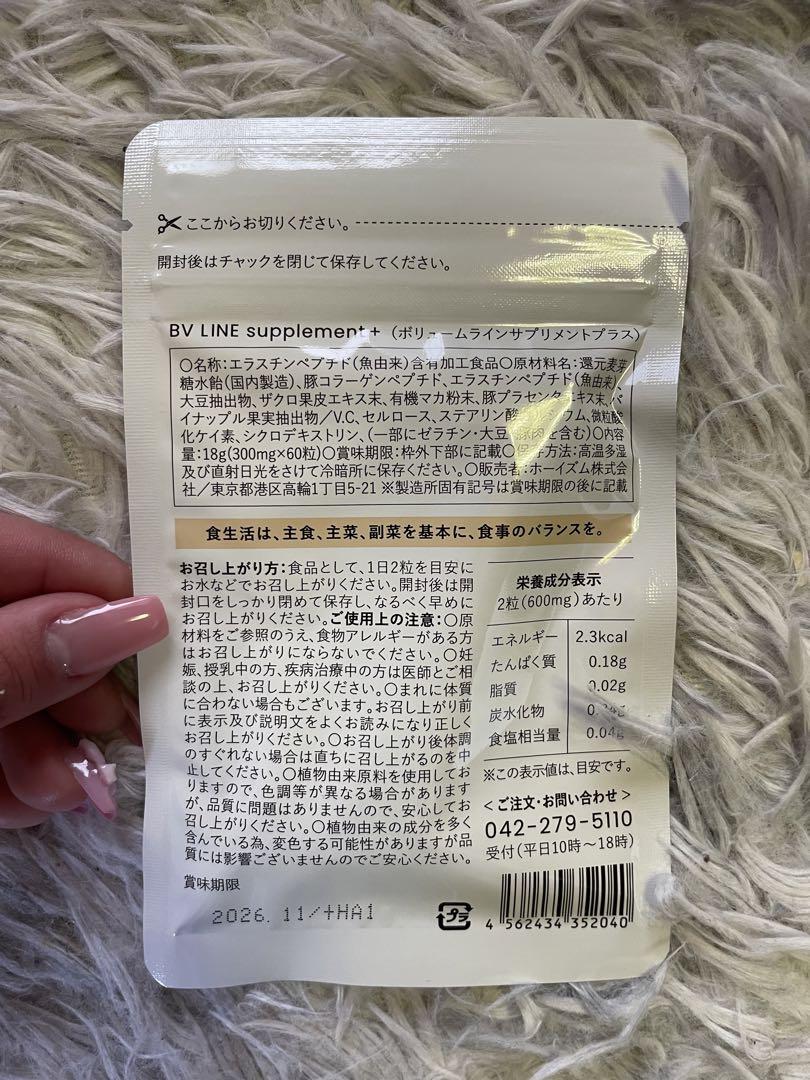 ここからお切りください。
開封後はチャックを閉じて保存してください。
BV LINE supplement+（ボリュームラインサプリメントプラス）
〇名称：エラスチンペプチド（魚由来）含有加工食品〇原材料名：還元麦芽
糖水飴（国内製造）、豚コラーゲンペプチド、エラスチンペプチド（魚由来）、
大豆抽出物、ザクロ果皮エキス末、有機マカ粉末、豚プラセンタエキス末、パ
イナップル果実抽出物／V.C、セルロース、ステアリン酸 ウム、微粒酸
化ケイ素、シクロデキストリン、（一部にゼラチン・大豆・豚肉を含む）〇内容
量：18g（300mg×60粒）〇賞味期限：枠外下部に記載〇保存方法：高温多湿
及び直射日光をさけて冷暗所に保存ください。〇販売者：ホーイズム株式会
社／東京都港区高輪1丁目5-21 ※製造所固有記号は賞味期限の後に記載
食生活は、主食、主菜、副菜を基本に、食事のバランスを。
お召し上がり方：食品として、1日2粒を目安に
お水などでお召し上がりください。開封後は開
封口をしっかり閉めて保存し、なるべく早めに
お召し上がりください。ご使用上の注意：〇原
材料をご参照のうえ、食物アレルギーがある方
はお召し上がりにならないでください。〇妊
娠、授乳中の方、疾病治療中の方は医師とご相
談の上、お召し上がりください。〇まれに体質
に合わない場合もございます。お召し上がり前
に表示及び説明文をよくお読みになり正しく
お召し上がりください。〇お召し上がり後体調
のすぐれない場合は直ちに召し上がるのを中
止してください。〇植物由来原料を使用してお
りますので、色調等が異なる場合があります
が、品質に問題はありませんので、安心してお
召し上がりください。〇植物由来の成分を多く
含んでいる為、変色する可能性がありますが品
質には影響ございませんのでご安心ください。
賞味期限
2026. 11/+HA1
栄養成分表示
2粒（600mg）あたり
エネルギー 2.3kcal
たんぱく質 0.18g
脂質 0.02g
炭水化物
食塩相当量 0.04g
※この表示値は、目安です。
＜ご注文・お問い合わせ＞
042-279-5110
受付（平日10時〜18時）
プラ
4 562434 352040